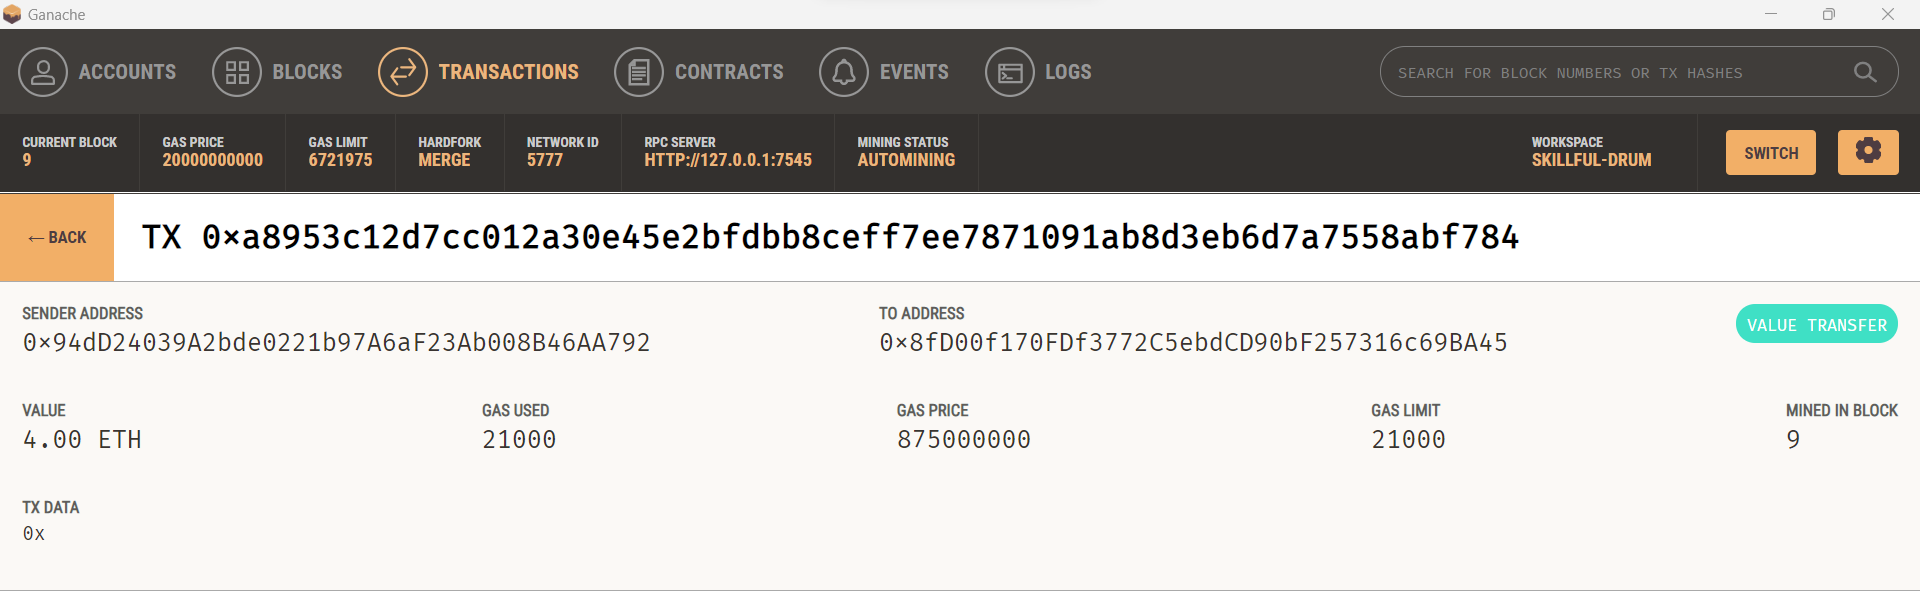 Ganache
ACCOUNTS BLOCKS TRANSACTIONS CONTRACTS EVENTS LOGS SEARCH FOR BLOCK NUMBERS OR TX HASHES
CURRENT BLOCK GAS PRICE GAS LIMIT HARDFORK NETWORK ID RPC SERVER MINING STATUS WORKSPACE
9 20000000000 6721975 MERGE 5777 HTTP://127.0.0.1:7545 AUTOMINING SKILLFUL-DRUM SWITCH
← BACK TX 0×a8953c12d7cc012a30e45e2bfdbb8ceff7ee7871091ab8d3eb6d7a7558abf784
SENDER ADDRESS TO ADDRESS
0×94dD24039A2bde0221b97A6aF23Ab008B46AA792 0×8fD00f170FDf3772C5ebdCD90bF257316c69BA45 VALUE TRANSFER
VALUE GAS USED GAS PRICE GAS LIMIT MINED IN BLOCK
4.00 ETH 21000 875000000 21000 9
TX DATA
0x